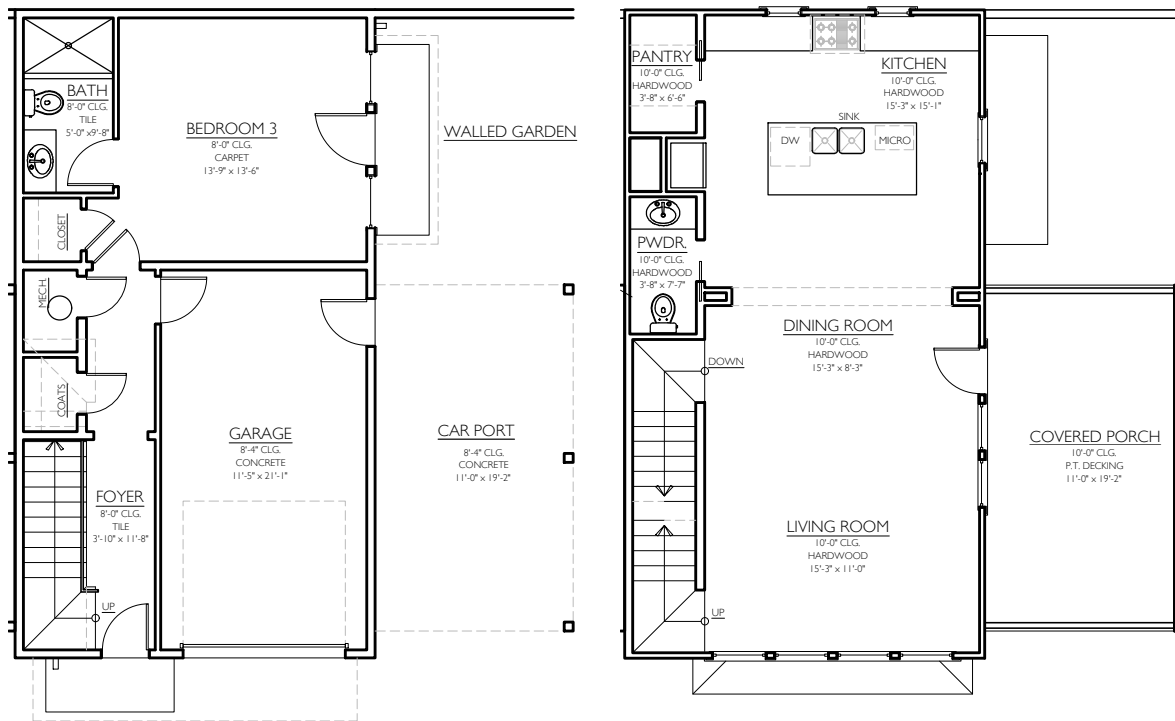 BATH
8'-0" CLG.
TILE
5'-0" x9'-8"
BEDROOM 3
8'-0" CLG.
CARPET
13'-9" x 13'-6"
WALLED GARDEN
CLOSET
MECH.
COATS
GARAGE
8'-4" CLG.
CONCRETE
11'-5" x 21'-1"
CAR PORT
8'-4" CLG.
CONCRETE
11'-0" x 19'-2"
FOYER
8'-0" CLG.
TILE
3'-10" x 11'-8"
UP
PANTRY
10'-0" CLG.
HARDWOOD
3'-8" x 6'-6"
KITCHEN
10'-0" CLG.
HARDWOOD
15'-3" x 15'-1"
SINK
DW
MICRO
PWDR.
10'-0" CLG.
HARDWOOD
3'-8" x 7'-7"
DINING ROOM
10'-0" CLG.
HARDWOOD
15'-3" x 8'-3"
DOWN
COVERED PORCH
10'-0" CLG.
P.T. DECKING
11'-0" x 19'-2"
LIVING ROOM
10'-0" CLG.
HARDWOOD
15'-3" x 11'-0"
UP